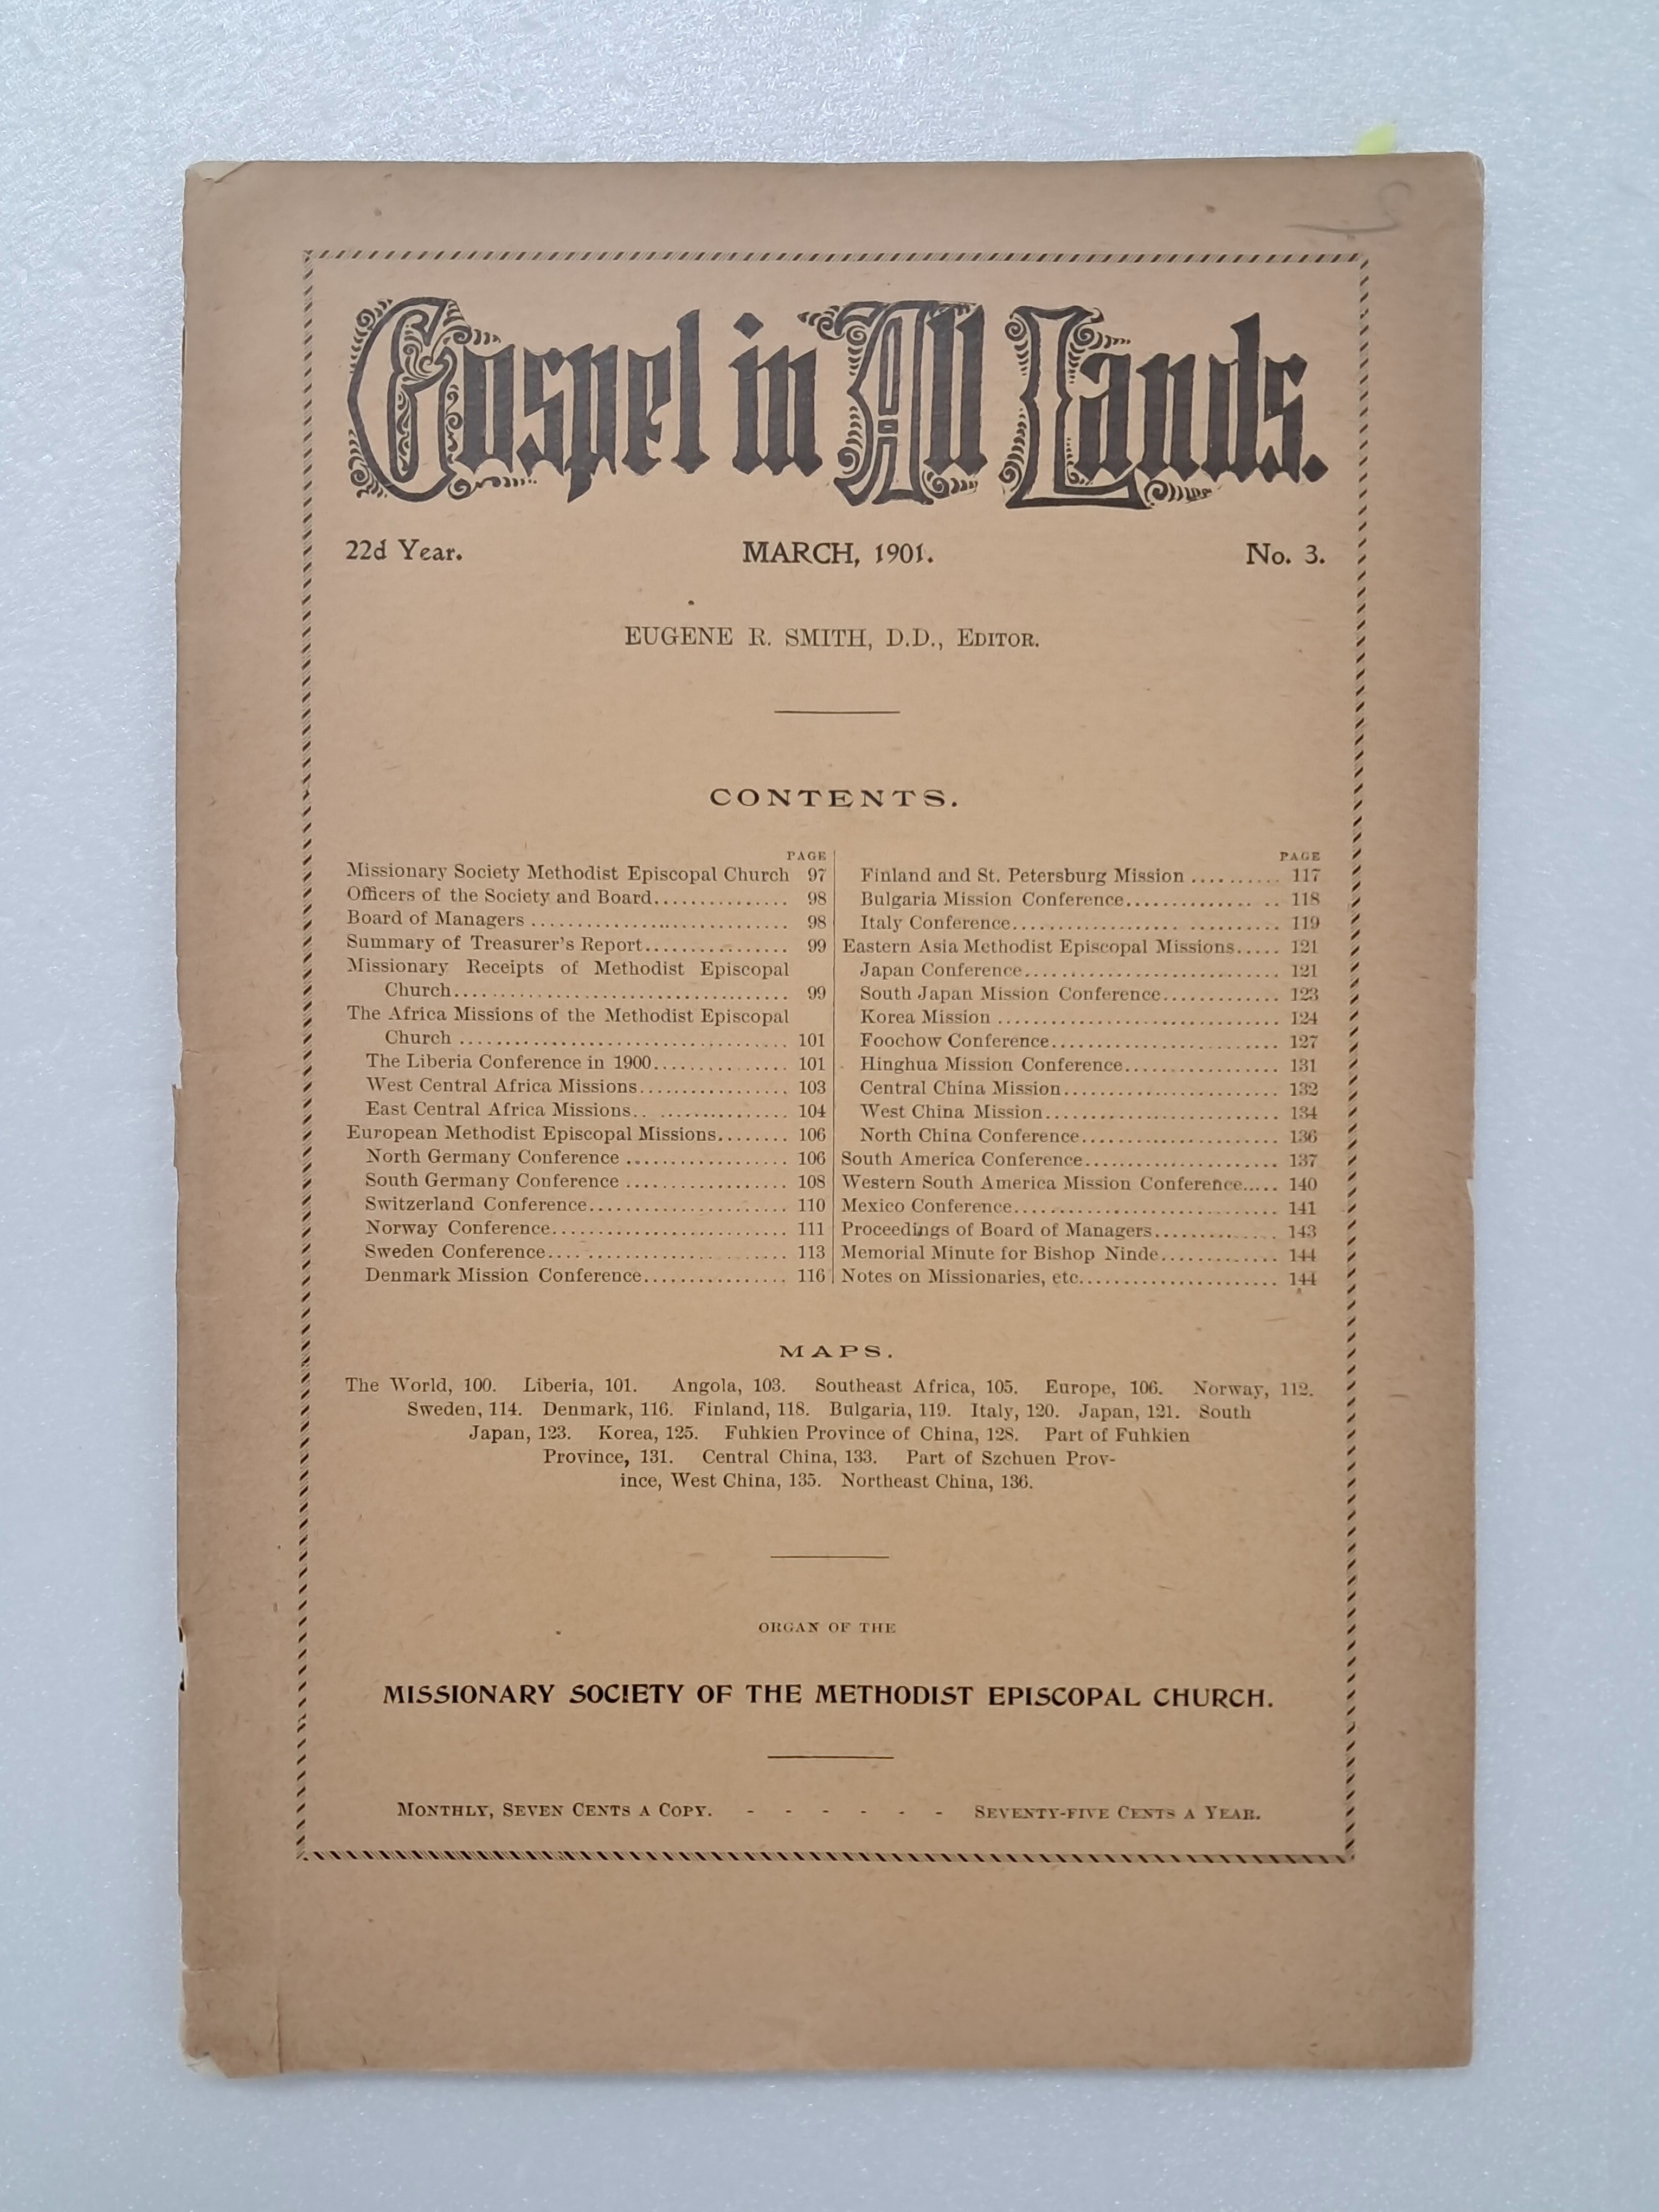 Gospel in All Lands.
22d Year. MARCH, 1901. No. 3.
EUGENE R. SMITH, D.D., EDITOR.
CONTENTS.
PAGE
Missionary Society Methodist Episcopal Church 97
Officers of the Society and Board............... 98
Board of Managers ............................. 98
Summary of Treasurer's Report................ 99
Missionary Receipts of Methodist Episcopal
Church..................................... 99
The Africa Missions of the Methodist Episcopal
Church .................................... 101
The Liberia Conference in 1900............... 101
West Central Africa Missions................. 103
East Central Africa Missions.. ............... 104
European Methodist Episcopal Missions........ 106
North Germany Conference .................. 106
South Germany Conference .................. 108
Switzerland Conference...................... 110
Norway Conference.......................... 111
Sweden Conference.... ...................... 113
Denmark Mission Conference................ 116
PAGE
Finland and St. Petersburg Mission .......... 117
Bulgaria Mission Conference.............. .. 118
Italy Conference.................... .......... 119
Eastern Asia Methodist Episcopal Missions..... 121
Japan Conference............................ 121
South Japan Mission Conference............. 123
Korea Mission ............................... 124
Foochow Conference......................... 127
Hinghua Mission Conference................. 131
Central China Mission........................ 132
West China Mission.......................... 134
North China Conference...................... 136
South America Conference..................... 137
Western South America Mission Conference..... 140
Mexico Conference............................. 141
Proceedings of Board of Managers.............. 143
Memorial Minute for Bishop Ninde............. 144
Notes on Missionaries, etc...................... 144
MAPS.
The World, 100. Liberia, 101. Angola, 103. Southeast Africa, 105. Europe, 106. Norway, 112.
Sweden, 114. Denmark, 116. Finland, 118. Bulgaria, 119. Italy, 120. Japan, 121. South
Japan, 123. Korea, 125. Fuhkien Province of China, 128. Part of Fuhkien
Province, 131. Central China, 133. Part of Szchuen Prov-
ince, West China, 135. Northeast China, 136.
ORGAN OF THE
MISSIONARY SOCIETY OF THE METHODIST EPISCOPAL CHURCH.
MONTHLY, SEVEN CENTS A COPY. - - - - - - SEVENTY-FIVE CENTS A YEAR.